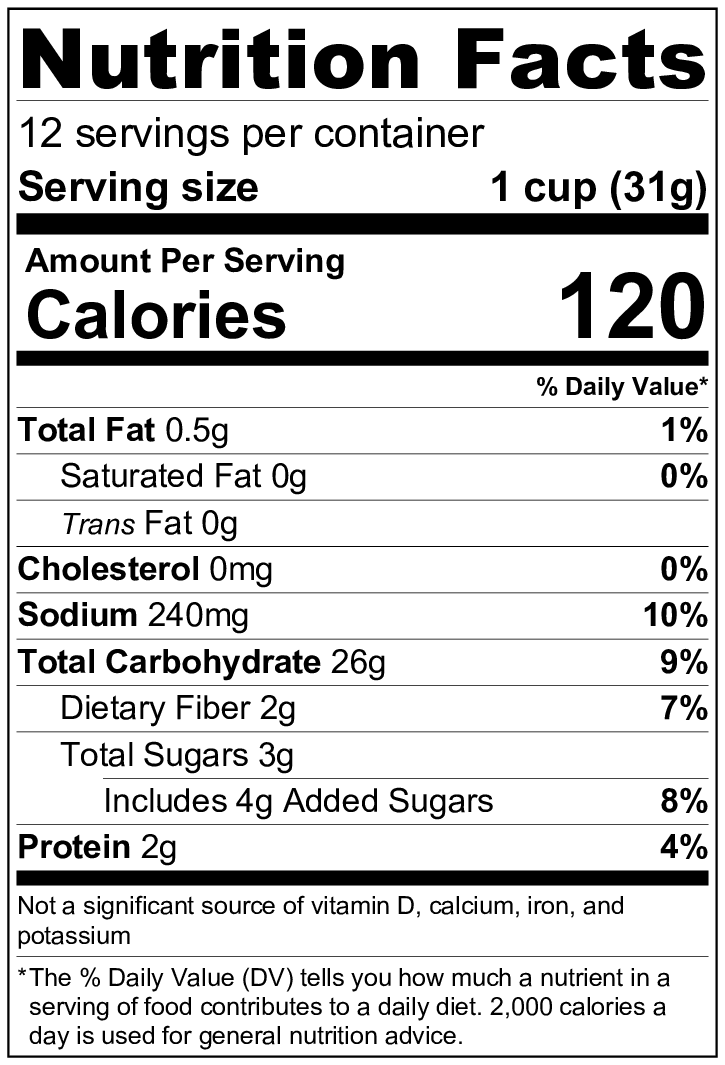 Nutrition Facts
12 servings per container
Serving size 1 cup (31g)
Amount Per Serving
Calories 120
% Daily Value*
Total Fat 0.5g 1%
Saturated Fat 0g 0%
Trans Fat 0g
Cholesterol 0mg 0%
Sodium 240mg 10%
Total Carbohydrate 26g 9%
Dietary Fiber 2g 7%
Total Sugars 3g
Includes 4g Added Sugars 8%
Protein 2g 4%
Not a significant source of vitamin D, calcium, iron, and
potassium
*The % Daily Value (DV) tells you how much a nutrient in a
serving of food contributes to a daily diet. 2,000 calories a
day is used for general nutrition advice.